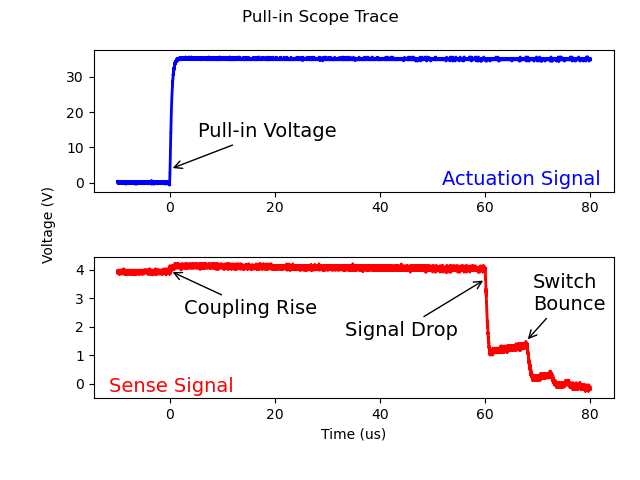 Pull-in Scope Trace
Voltage (V)
30
20
10
0
Pull-in Voltage
Actuation Signal
0
20
40
60
80
4
3
2
1
0
Coupling Rise
Signal Drop
Switch
Bounce
Sense Signal
0
20
40
60
80
Time (us)